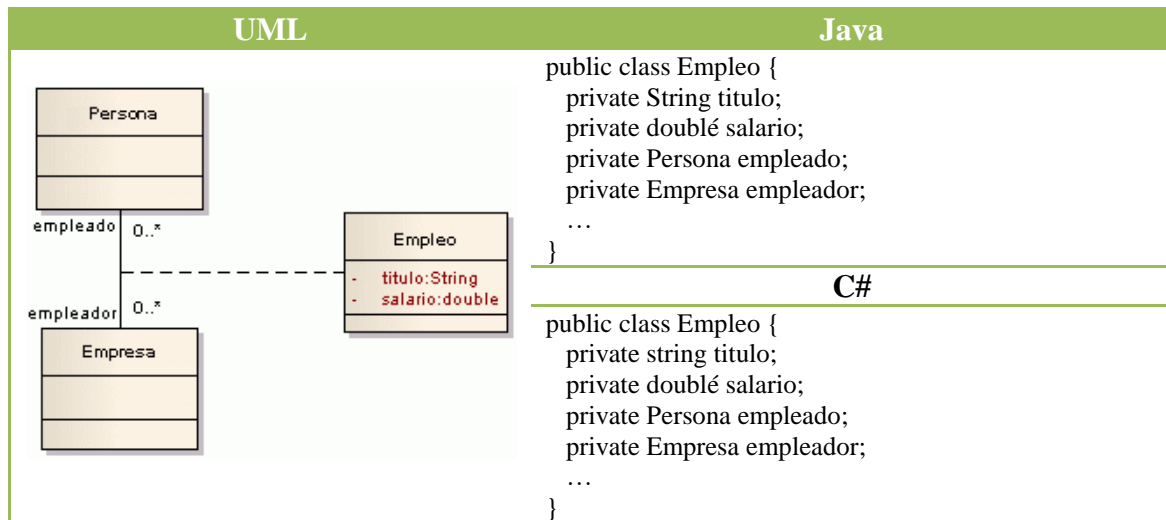 UML
Java
Persona
empleado
0..*
empleador
0..*
Empresa
Empleo
- titulo:String
- salario:double
public class Empleo {
private String titulo;
private doublé salario;
private Persona empleado;
private Empresa empleador;
…
}
C#
public class Empleo {
private string titulo;
private doublé salario;
private Persona empleado;
private Empresa empleador;
…
}